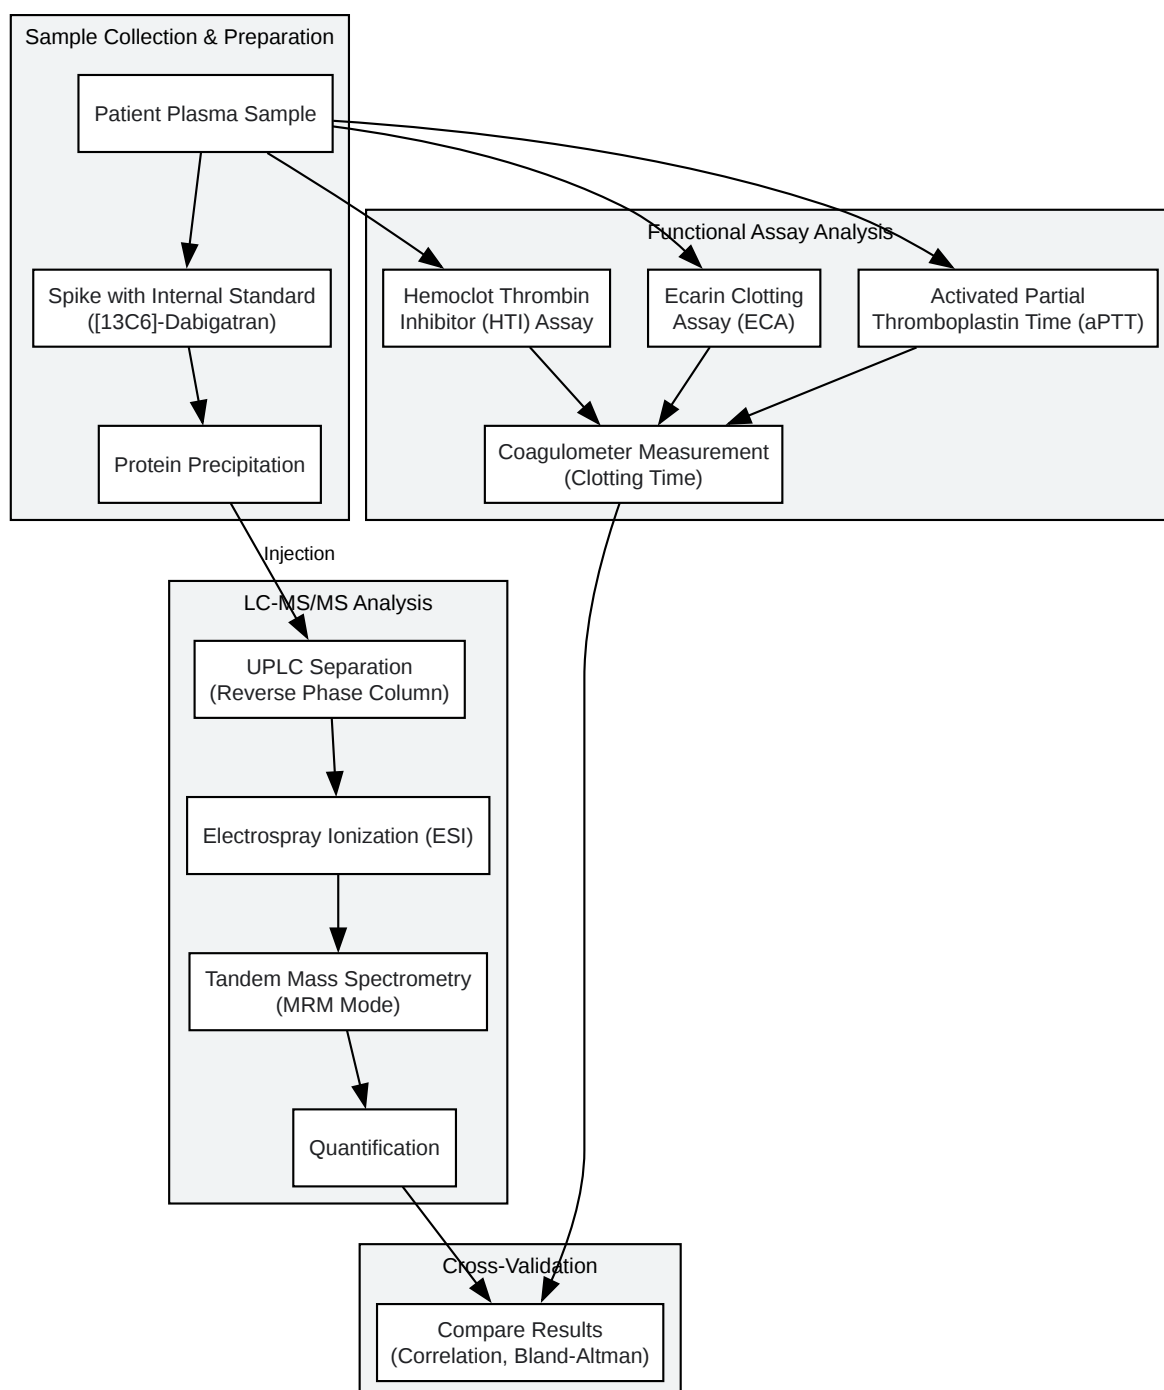 Sample Collection & Preparation
Patient Plasma Sample
Spike with Internal Standard
([13C6]-Dabigatran)
Protein Precipitation
Functional Assay Analysis
Hemoclot Thrombin
Inhibitor (HTI) Assay
Ecarin Clotting
Assay (ECA)
Activated Partial
Thromboplastin Time (aPTT)
Coagulometer Measurement
(Clotting Time)
Injection
LC-MS/MS Analysis
UPLC Separation
(Reverse Phase Column)
Electrospray Ionization (ESI)
Tandem Mass Spectrometry
(MRM Mode)
Quantification
Cross-Validation
Compare Results
(Correlation, Bland-Altman)